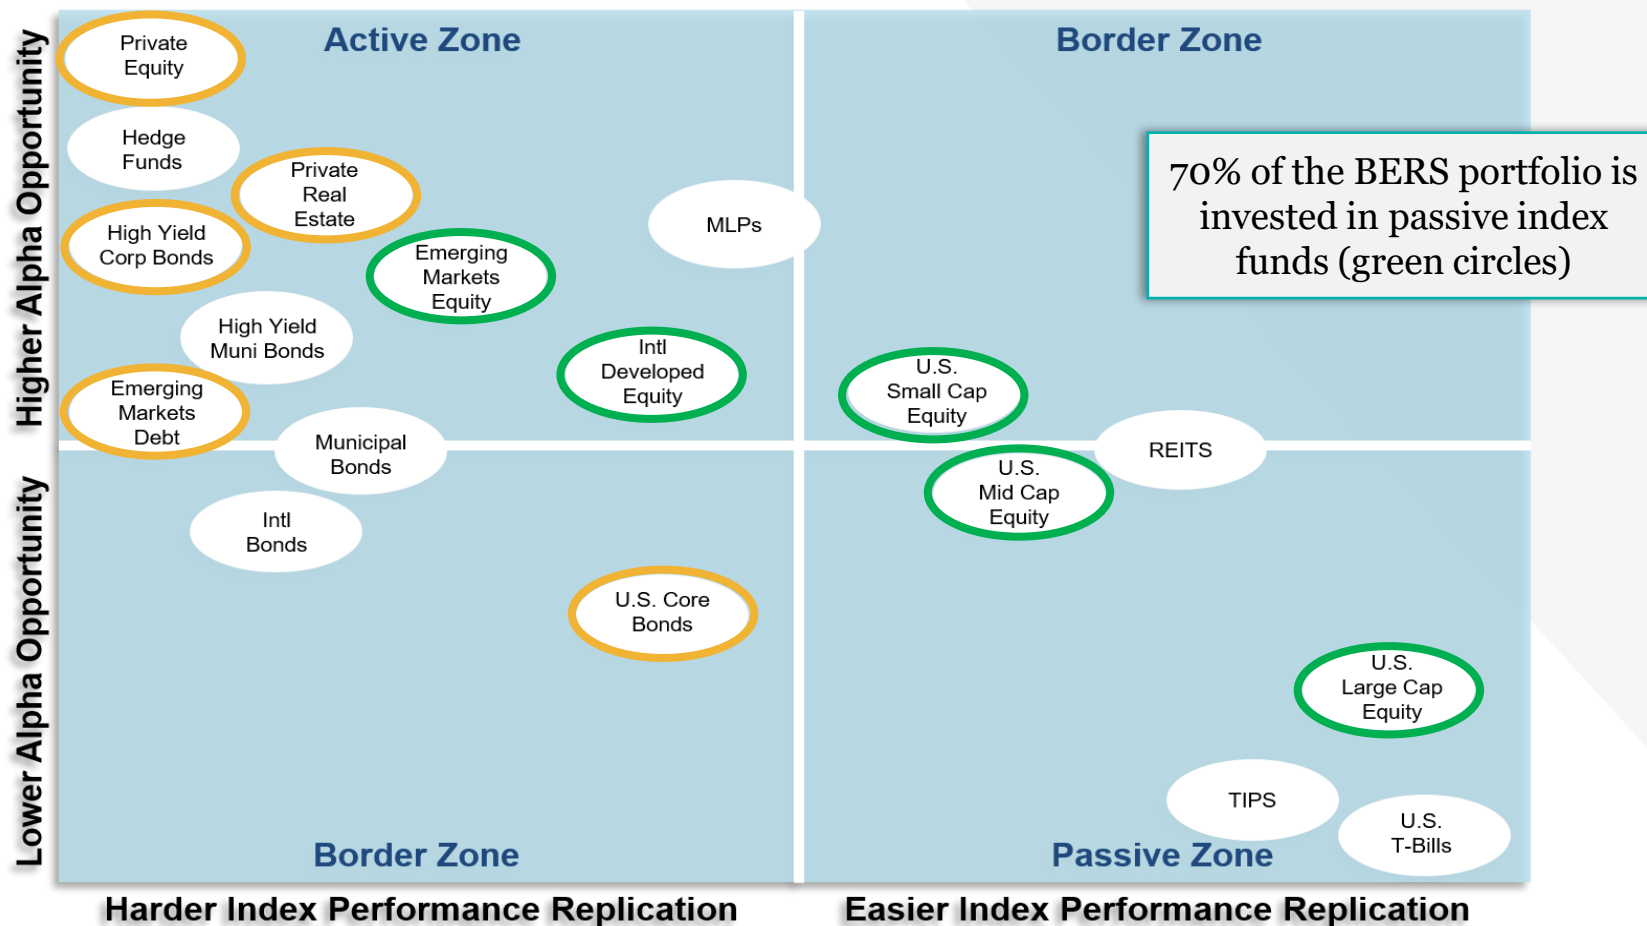 Active Zone
Border Zone
Private
Equity
Hedge
Funds
Private
Real
Estate
High Yield
Corp Bonds
Emerging
Markets
Equity
MLPs
70% of the BERS portfolio is
invested in passive index
funds (green circles)
High Yield
Muni Bonds
Intl
Developed
Equity
U.S.
Small Cap
Equity
Emerging
Markets
Debt
Municipal
Bonds
REITS
U.S.
Mid Cap
Equity
Intl
Bonds
U.S. Core
Bonds
U.S.
Large Cap
Equity
TIPS
U.S.
T-Bills
Border Zone
Passive Zone
Higher Alpha Opportunity
Lower Alpha Opportunity
Harder Index Performance Replication
Easier Index Performance Replication